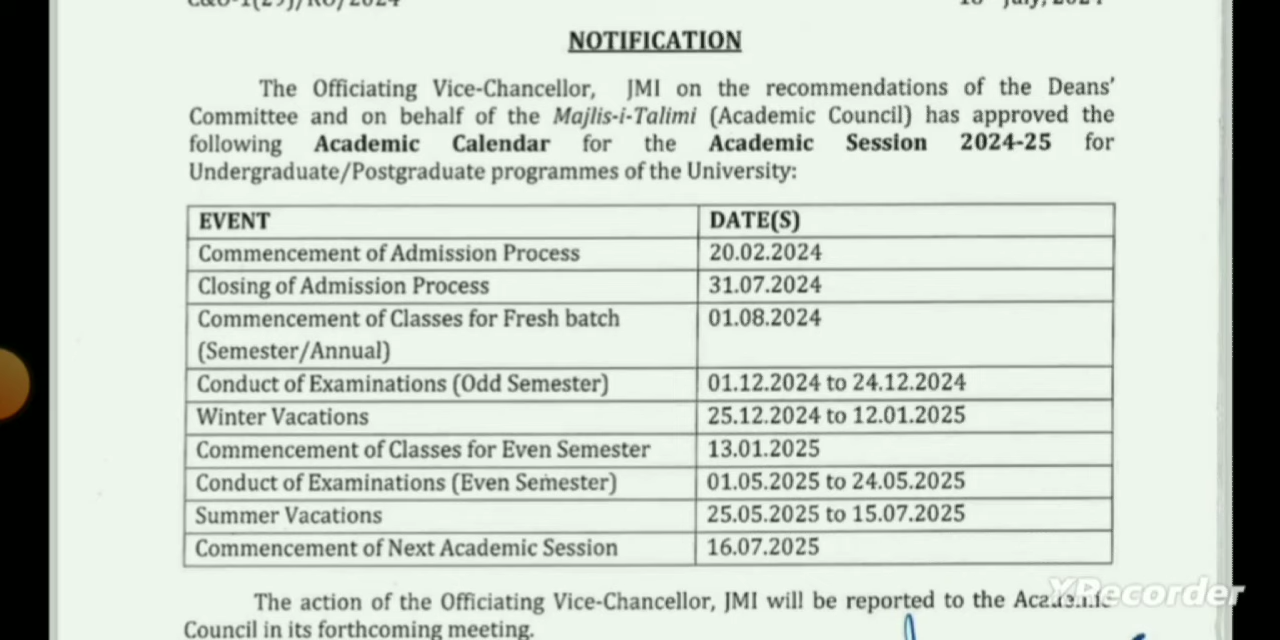 NOTIFICATION
The Officiating Vice-Chancellor, JMI on the recommendations of the Deans'
Committee and on behalf of the Majlis-i-Talimi (Academic Council) has approved the
following Academic Calendar for the Academic Session 2024-25 for
Undergraduate/Postgraduate programmes of the University:
EVENT DATE(S)
Commencement of Admission Process 20.02.2024
Closing of Admission Process 31.07.2024
Commencement of Classes for Fresh batch 01.08.2024
(Semester/Annual)
Conduct of Examinations (Odd Semester) 01.12.2024 to 24.12.2024
Winter Vacations 25.12.2024 to 12.01.2025
Commencement of Classes for Even Semester 13.01.2025
Conduct of Examinations (Even Semester) 01.05.2025 to 24.05.2025
Summer Vacations 25.05.2025 to 15.07.2025
Commencement of Next Academic Session 16.07.2025
The action of the Officiating Vice-Chancellor, JMI will be reported to the Academic
Council in its forthcoming meeting.
XRecorder